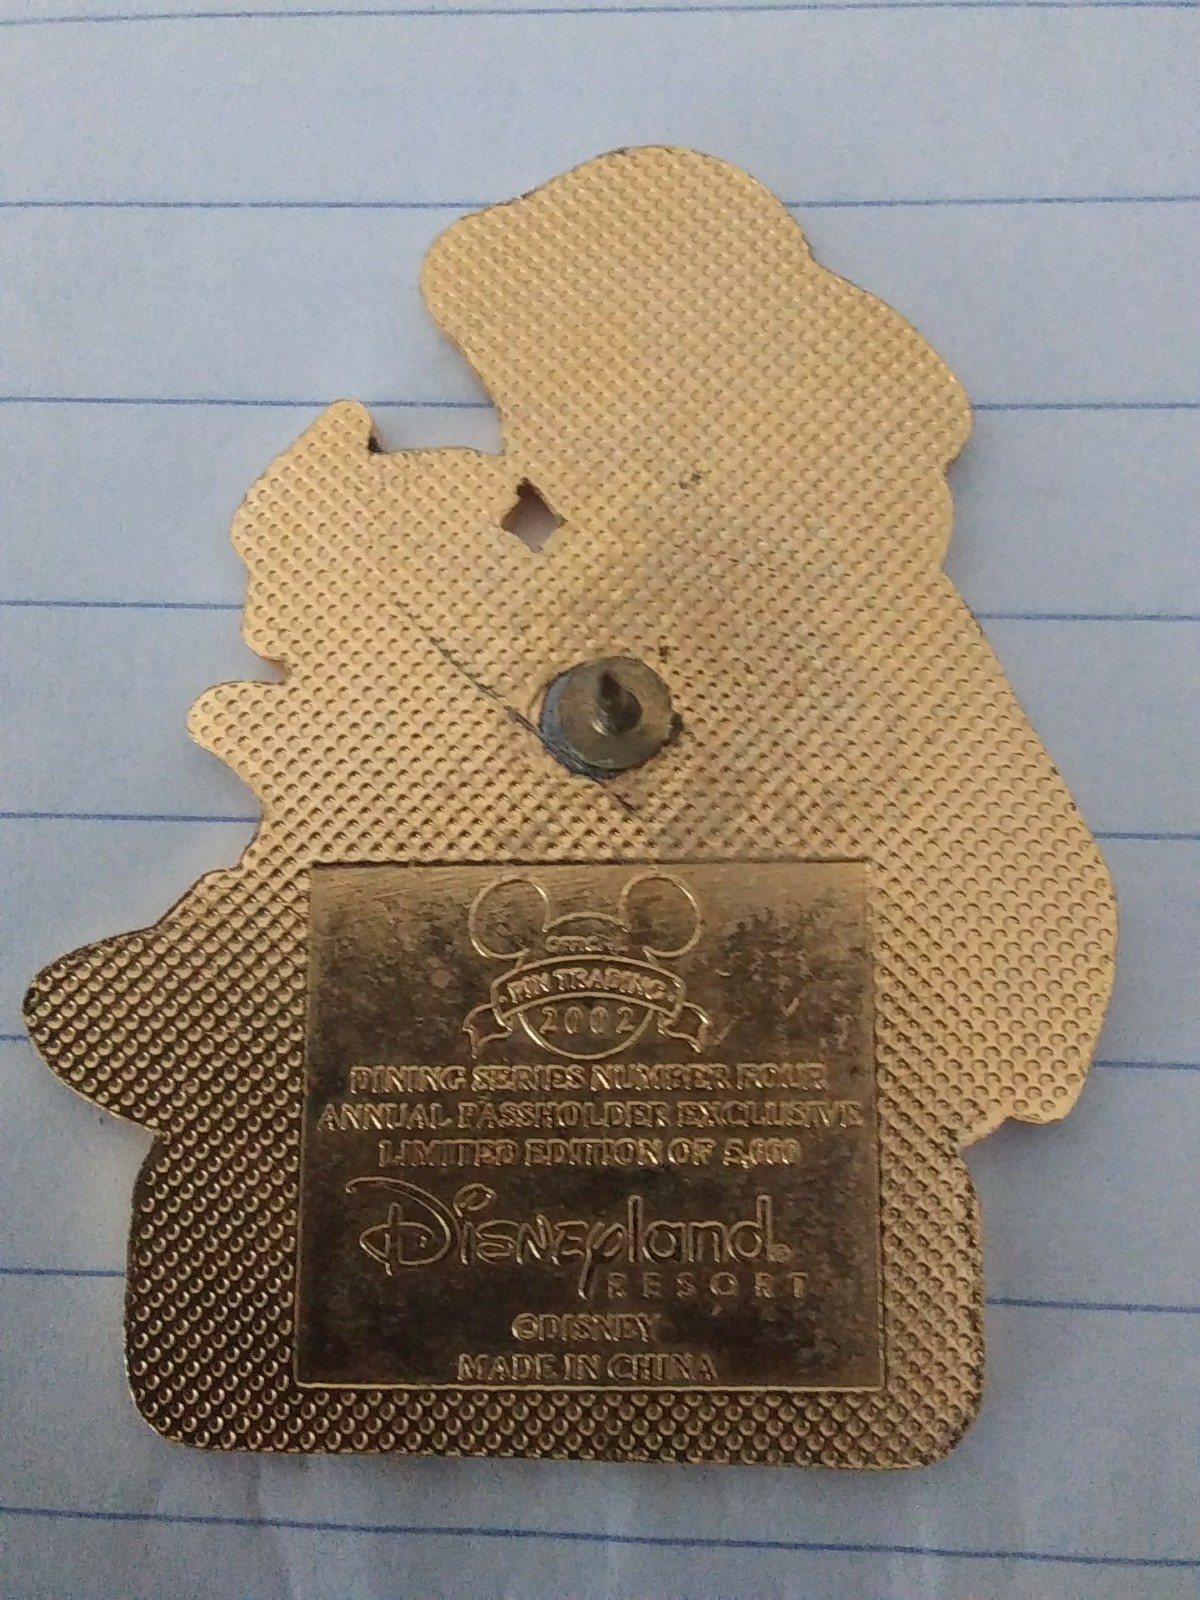 PIN TRADING
2002
DINING SERIES NUMBER FOUR
ANNUAL PASSHOLDER EXCLUSIVE
LIMITED EDITION OF 5,000
Disneyland
RESORT
©DISNEY
MADE IN CHINA